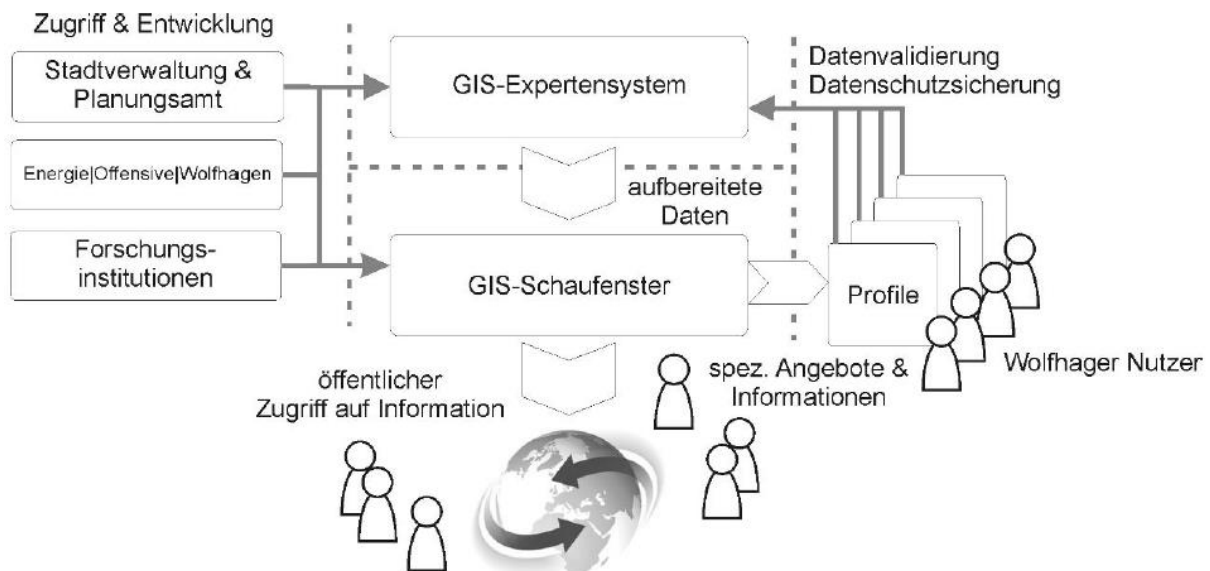 Zugriff & Entwicklung
Stadtverwaltung &
Planungsamt
Energie|Offensive|Wolfhagen
Forschungs-
institutionen
GIS-Expertensystem
Datenvalidierung
Datenschutzsicherung
aufbereitete
Daten
GIS-Schaufenster
Profile
Wolfhager Nutzer
spez. Angebote &
Informationen
öffentlicher
Zugriff auf Information